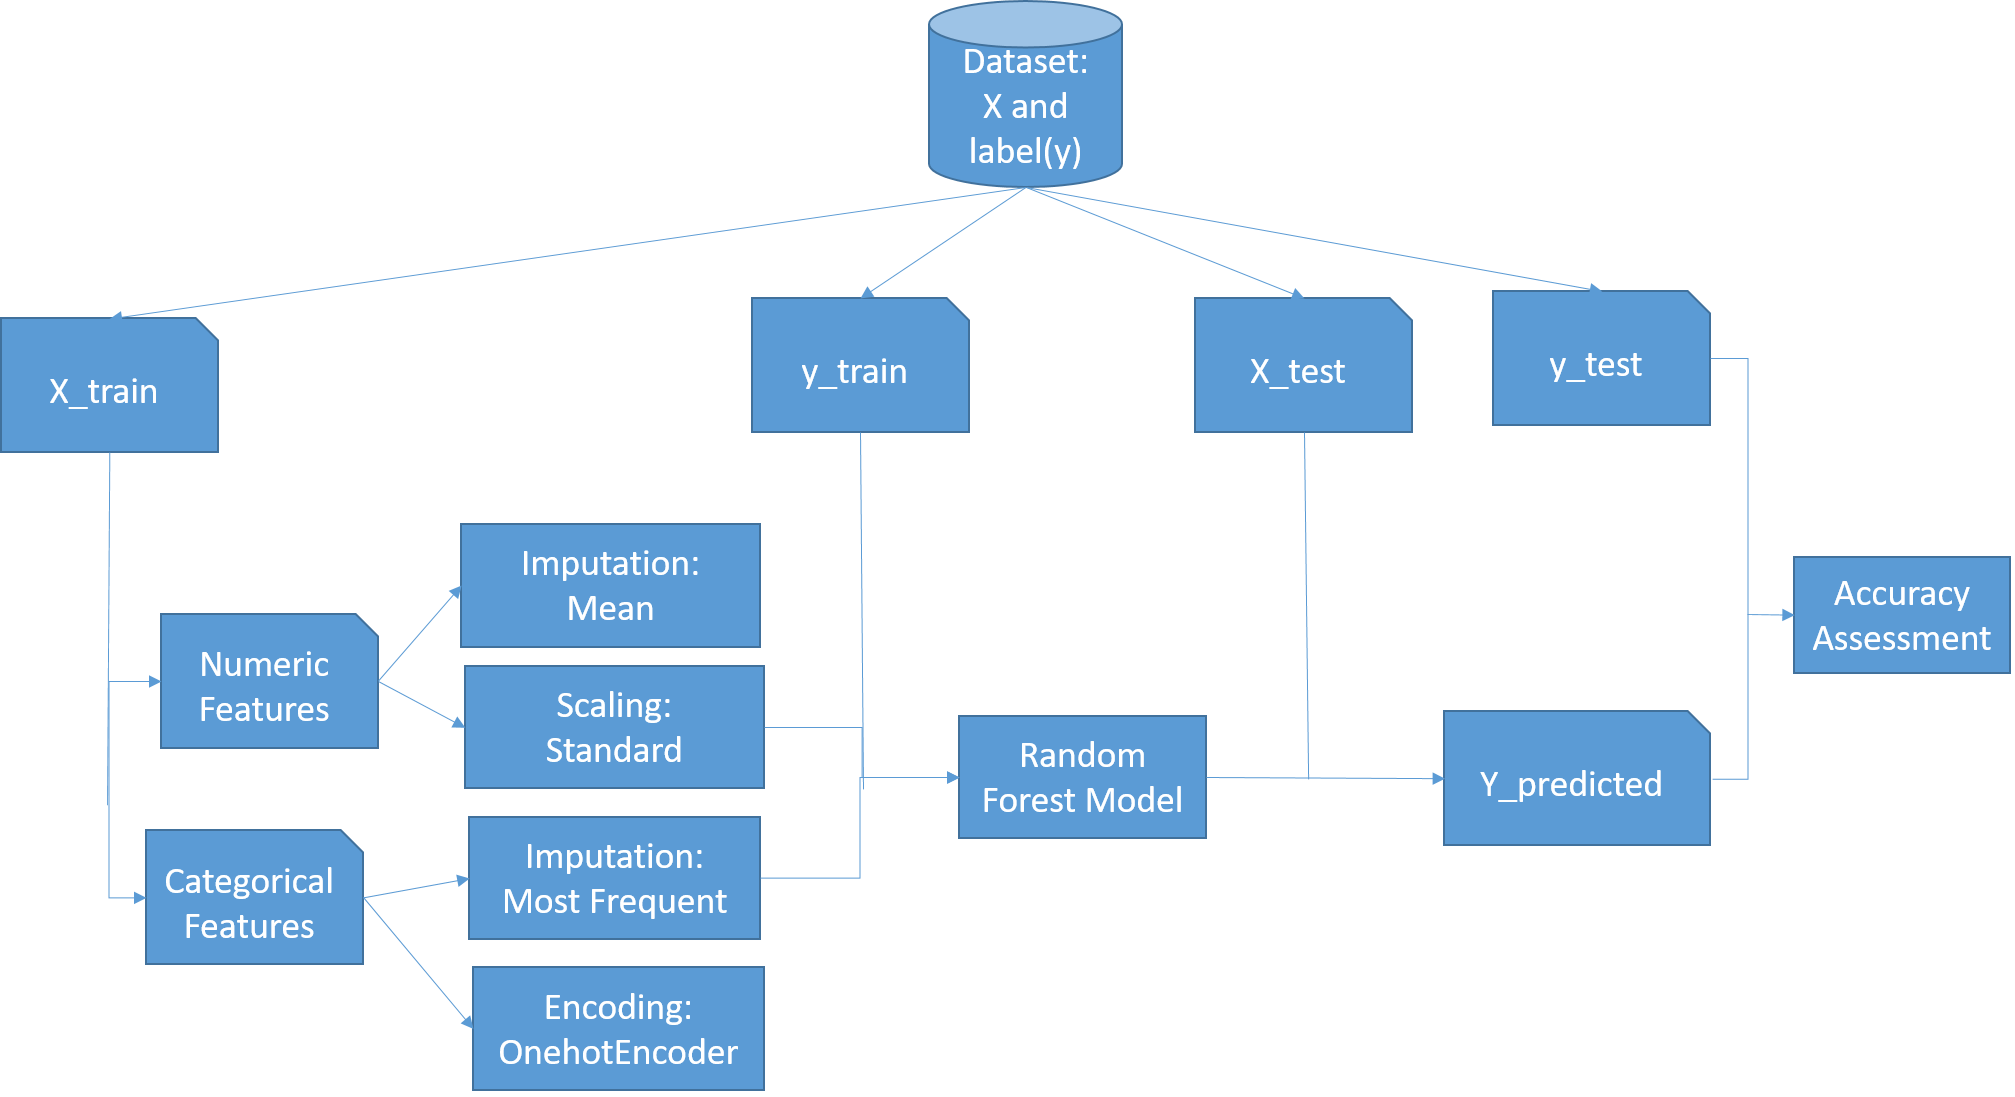 Dataset:
X and
label(y)
X_train
y_train
X_test
y_test
Imputation:
Mean
Numeric
Features
Scaling:
Standard
Accuracy
Assessment
Random
Forest Model
Y_predicted
Categorical
Features
Imputation:
Most Frequent
Encoding:
OnehotEncoder